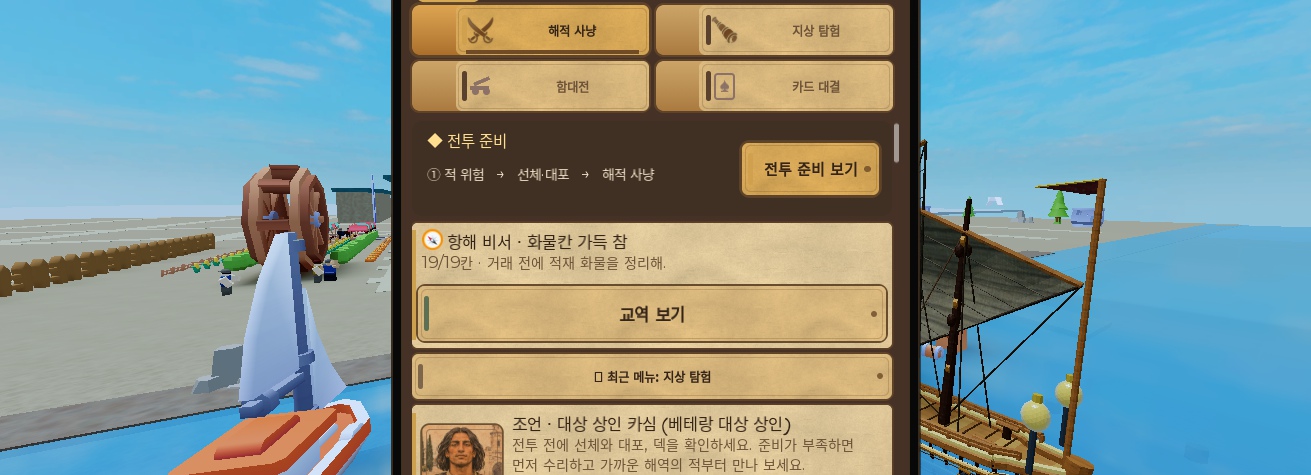 해적 사냥
지상 탐험
함대전
카드 대결
◆ 전투 준비
① 적 위험 → 선체·대포 → 해적 사냥
전투 준비 보기
항해 비서 · 화물칸 가득 참
19/19칸 · 거래 전에 적재 화물을 정리해.
교역 보기
최근 메뉴: 지상 탐험
조언 · 대상 상인 카심 (베테랑 대상 상인)
전투 전에 선체와 대포, 덱을 확인하세요. 준비가 부족하면
먼저 수리하고 가까운 해역의 적부터 만나 보세요.